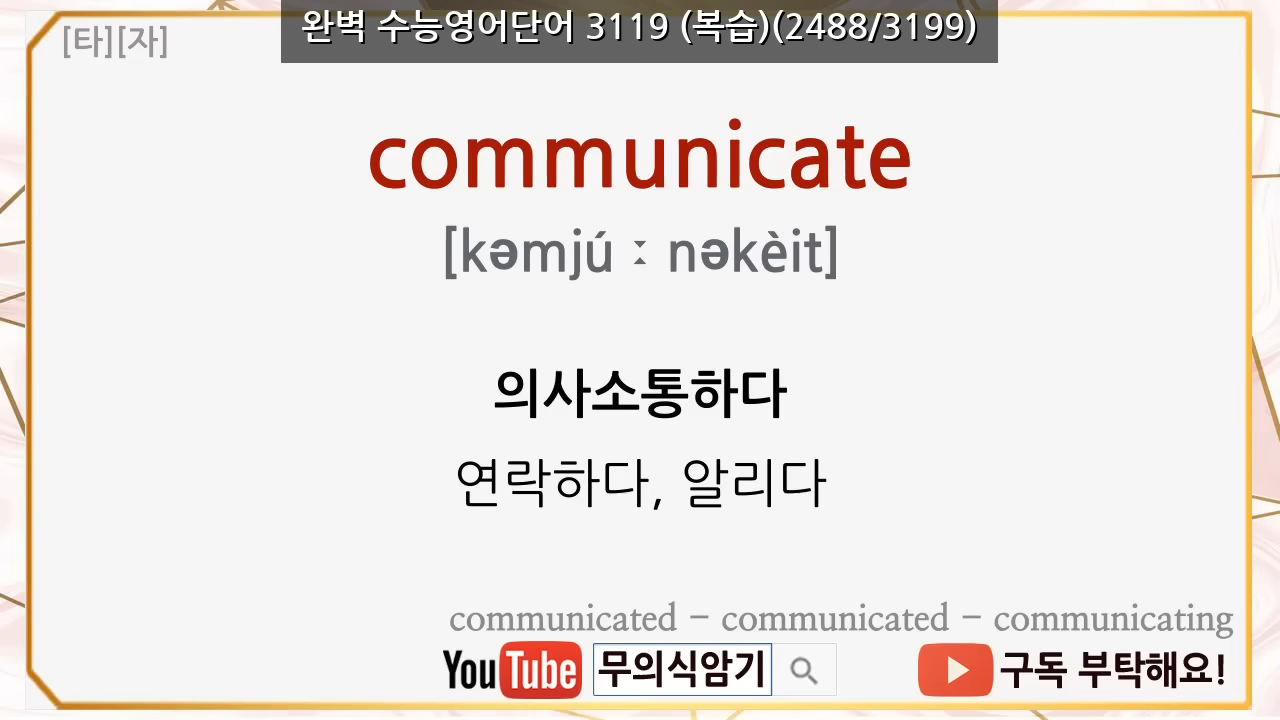 완벽 수능영어단어 3119 (복습)(2488/3199)
[타][자]
communicate
[kəmjúːnəkèit]
의사소통하다
연락하다, 알리다
communicated - communicated - communicating
YouTube 무의식암기 구독 부탁해요!